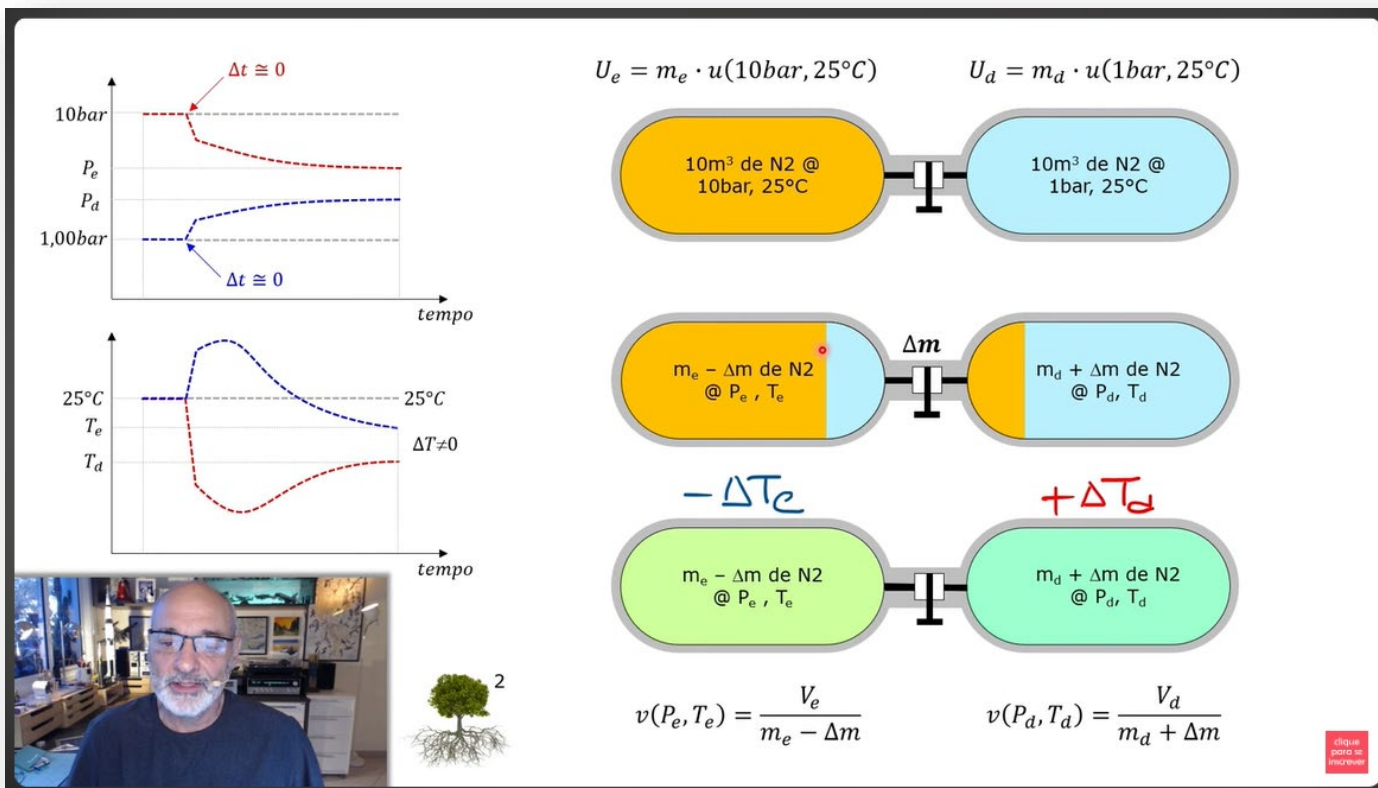 Δt ≅ 0
10bar
P_e
P_d
1,00bar
Δt ≅ 0
tempo
25°C
25°C
T_e
ΔT≠0
T_d
tempo
U_e = m_e · u(10bar, 25°C)
U_d = m_d · u(1bar, 25°C)
10m³ de N2 @
10bar, 25°C
10m³ de N2 @
1bar, 25°C
Δm
m_e – Δm de N2
@ P_e , T_e
m_d + Δm de N2
@ P_d, T_d
-ΔTe
+ΔTd
m_e – Δm de N2
@ P_e , T_e
m_d + Δm de N2
@ P_d, T_d
2
v(P_e, T_e) = V_e / (m_e − Δm)
v(P_d, T_d) = V_d / (m_d + Δm)
clique
para se
inscrever